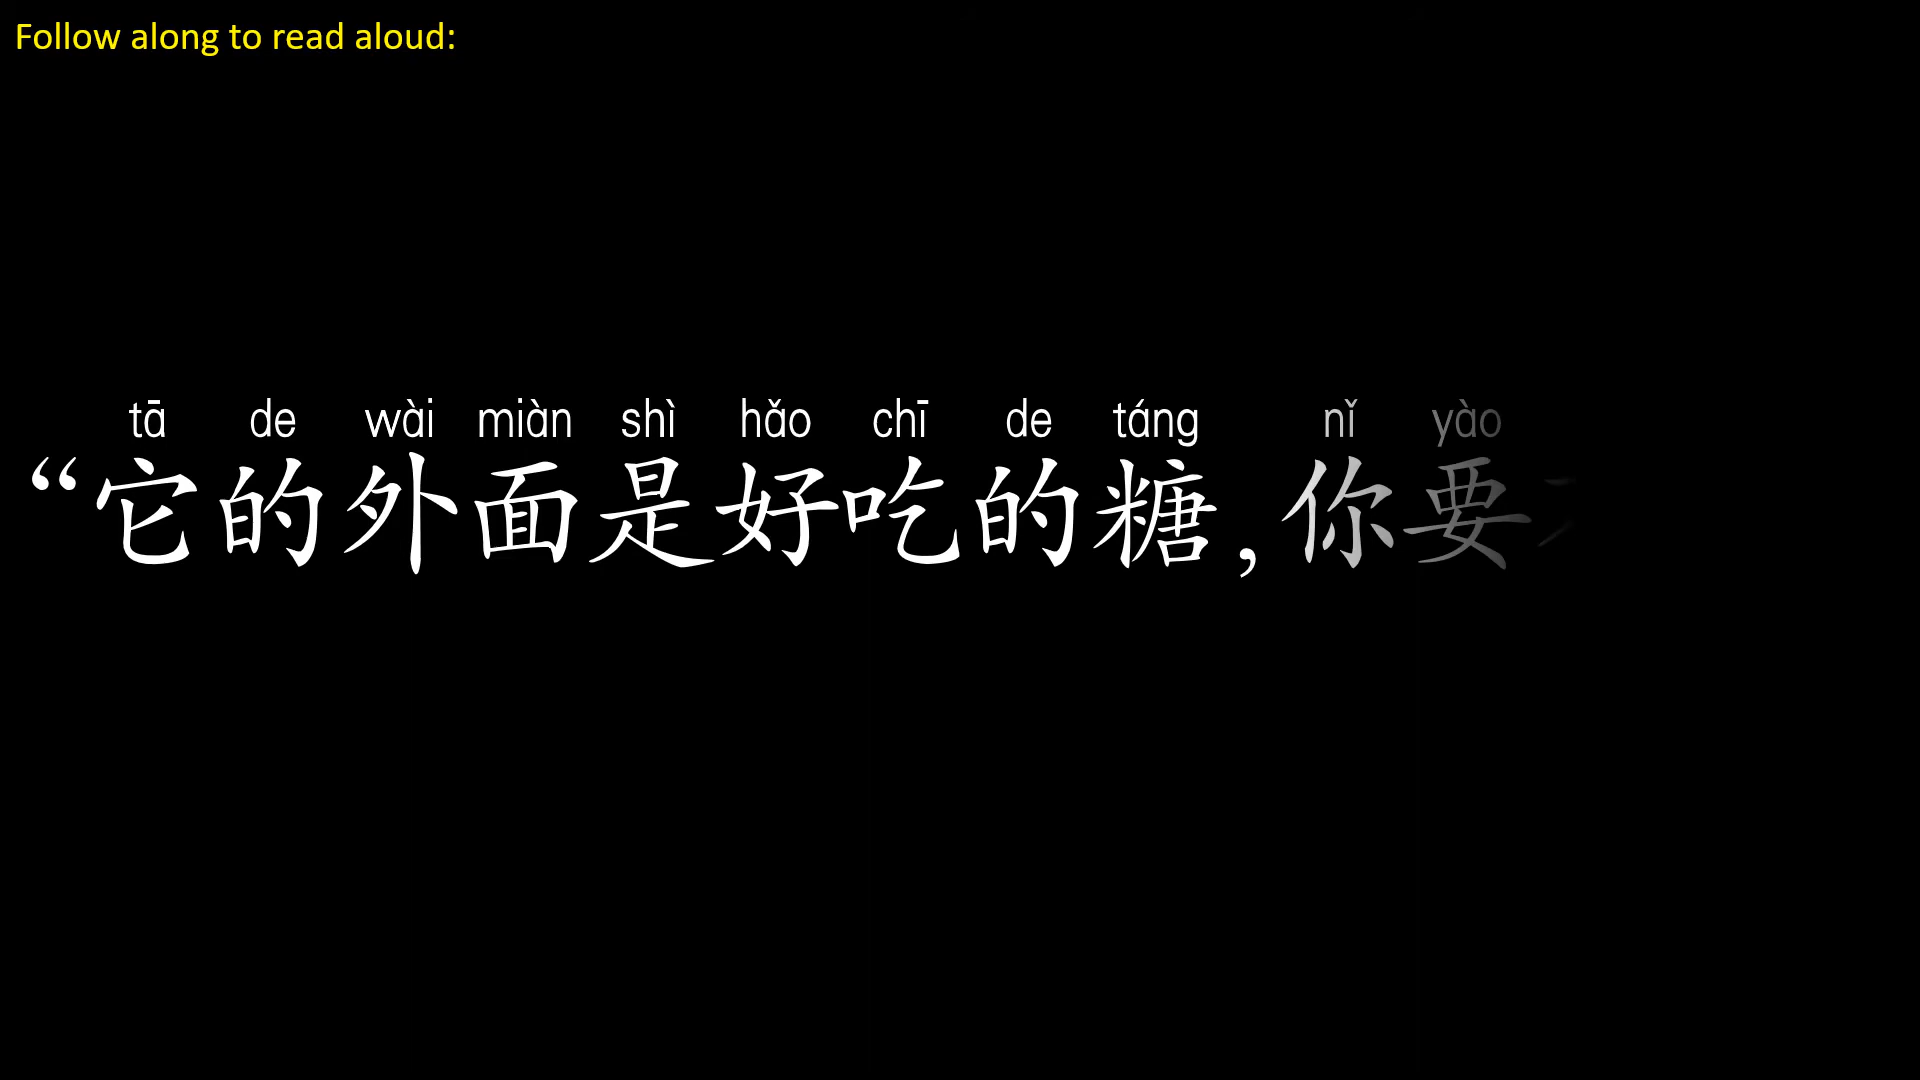 Follow along to read aloud:
tā de wài miàn shì hǎo chī de táng nǐ yào
“它的外面是好吃的糖,你要